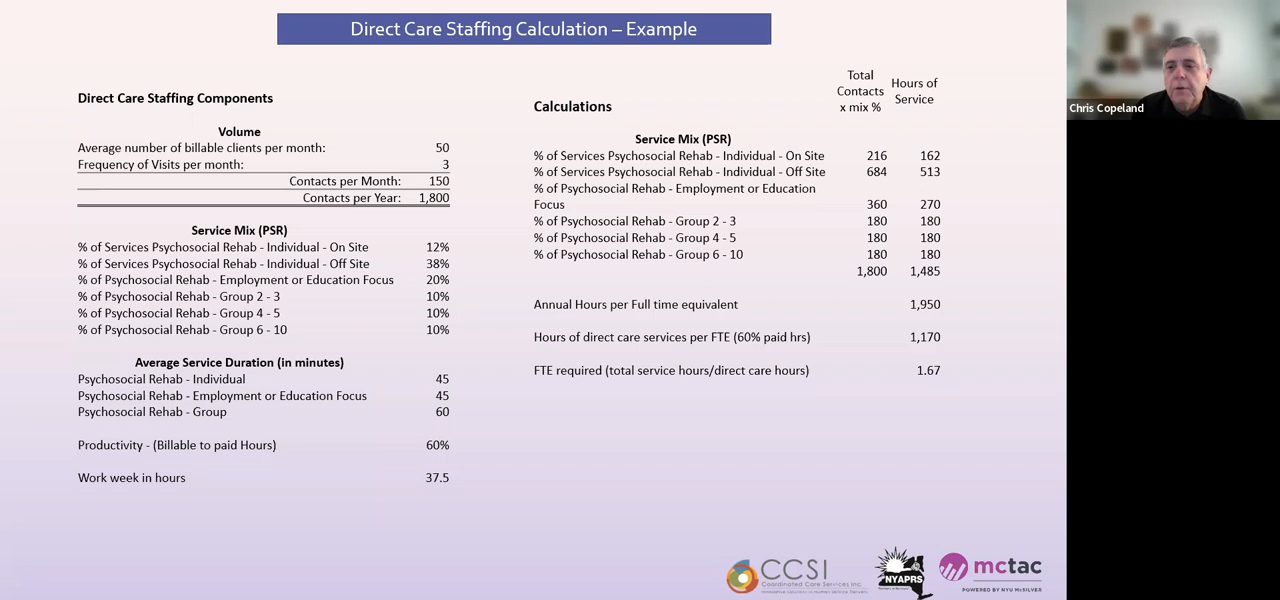 Direct Care Staffing Calculation – Example
Direct Care Staffing Components
Volume
Average number of billable clients per month: 50
Frequency of Visits per month: 3
Contacts per Month: 150
Contacts per Year: 1,800
Service Mix (PSR)
% of Services Psychosocial Rehab - Individual - On Site 12%
% of Services Psychosocial Rehab - Individual - Off Site 38%
% of Psychosocial Rehab - Employment or Education Focus 20%
% of Psychosocial Rehab - Group 2 - 3 10%
% of Psychosocial Rehab - Group 4 - 5 10%
% of Psychosocial Rehab - Group 6 - 10 10%
Average Service Duration (in minutes)
Psychosocial Rehab - Individual 45
Psychosocial Rehab - Employment or Education Focus 45
Psychosocial Rehab - Group 60
Productivity - (Billable to paid Hours) 60%
Work week in hours 37.5
Total
Contacts
x mix %
Hours of
Service
Calculations
Service Mix (PSR)
% of Services Psychosocial Rehab - Individual - On Site 216 162
% of Services Psychosocial Rehab - Individual - Off Site 684 513
% of Psychosocial Rehab - Employment or Education
Focus 360 270
% of Psychosocial Rehab - Group 2 - 3 180 180
% of Psychosocial Rehab - Group 4 - 5 180 180
% of Psychosocial Rehab - Group 6 - 10 180 180
1,800 1,485
Annual Hours per Full time equivalent 1,950
Hours of direct care services per FTE (60% paid hrs) 1,170
FTE required (total service hours/direct care hours) 1.67
Chris Copeland
CCSI
Coordinated Care Services Inc.
NYAPRS
mctac
POWERED BY NYU McSILVER